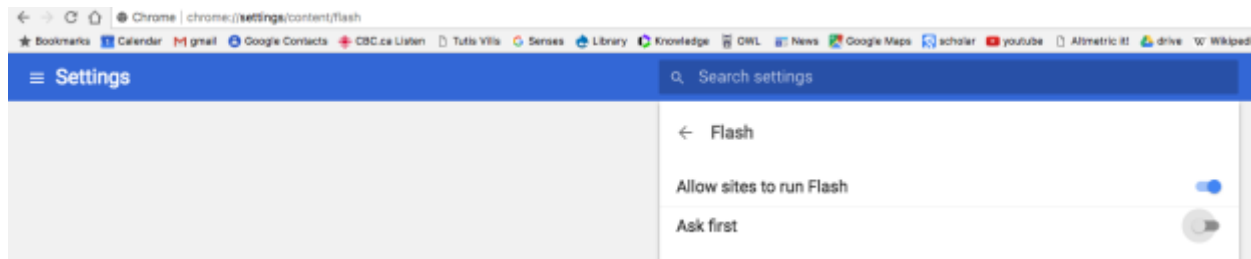 Chrome | chrome://settings/content/flash
Bookmarks Calendar gmail Google Contacts CBC.ca Listen Tutis Vilis Senses Library Knowledge OWL News Google Maps scholar youtube Altmetric it! drive W Wikiped
Settings
Search settings
Flash
Allow sites to run Flash
Ask first